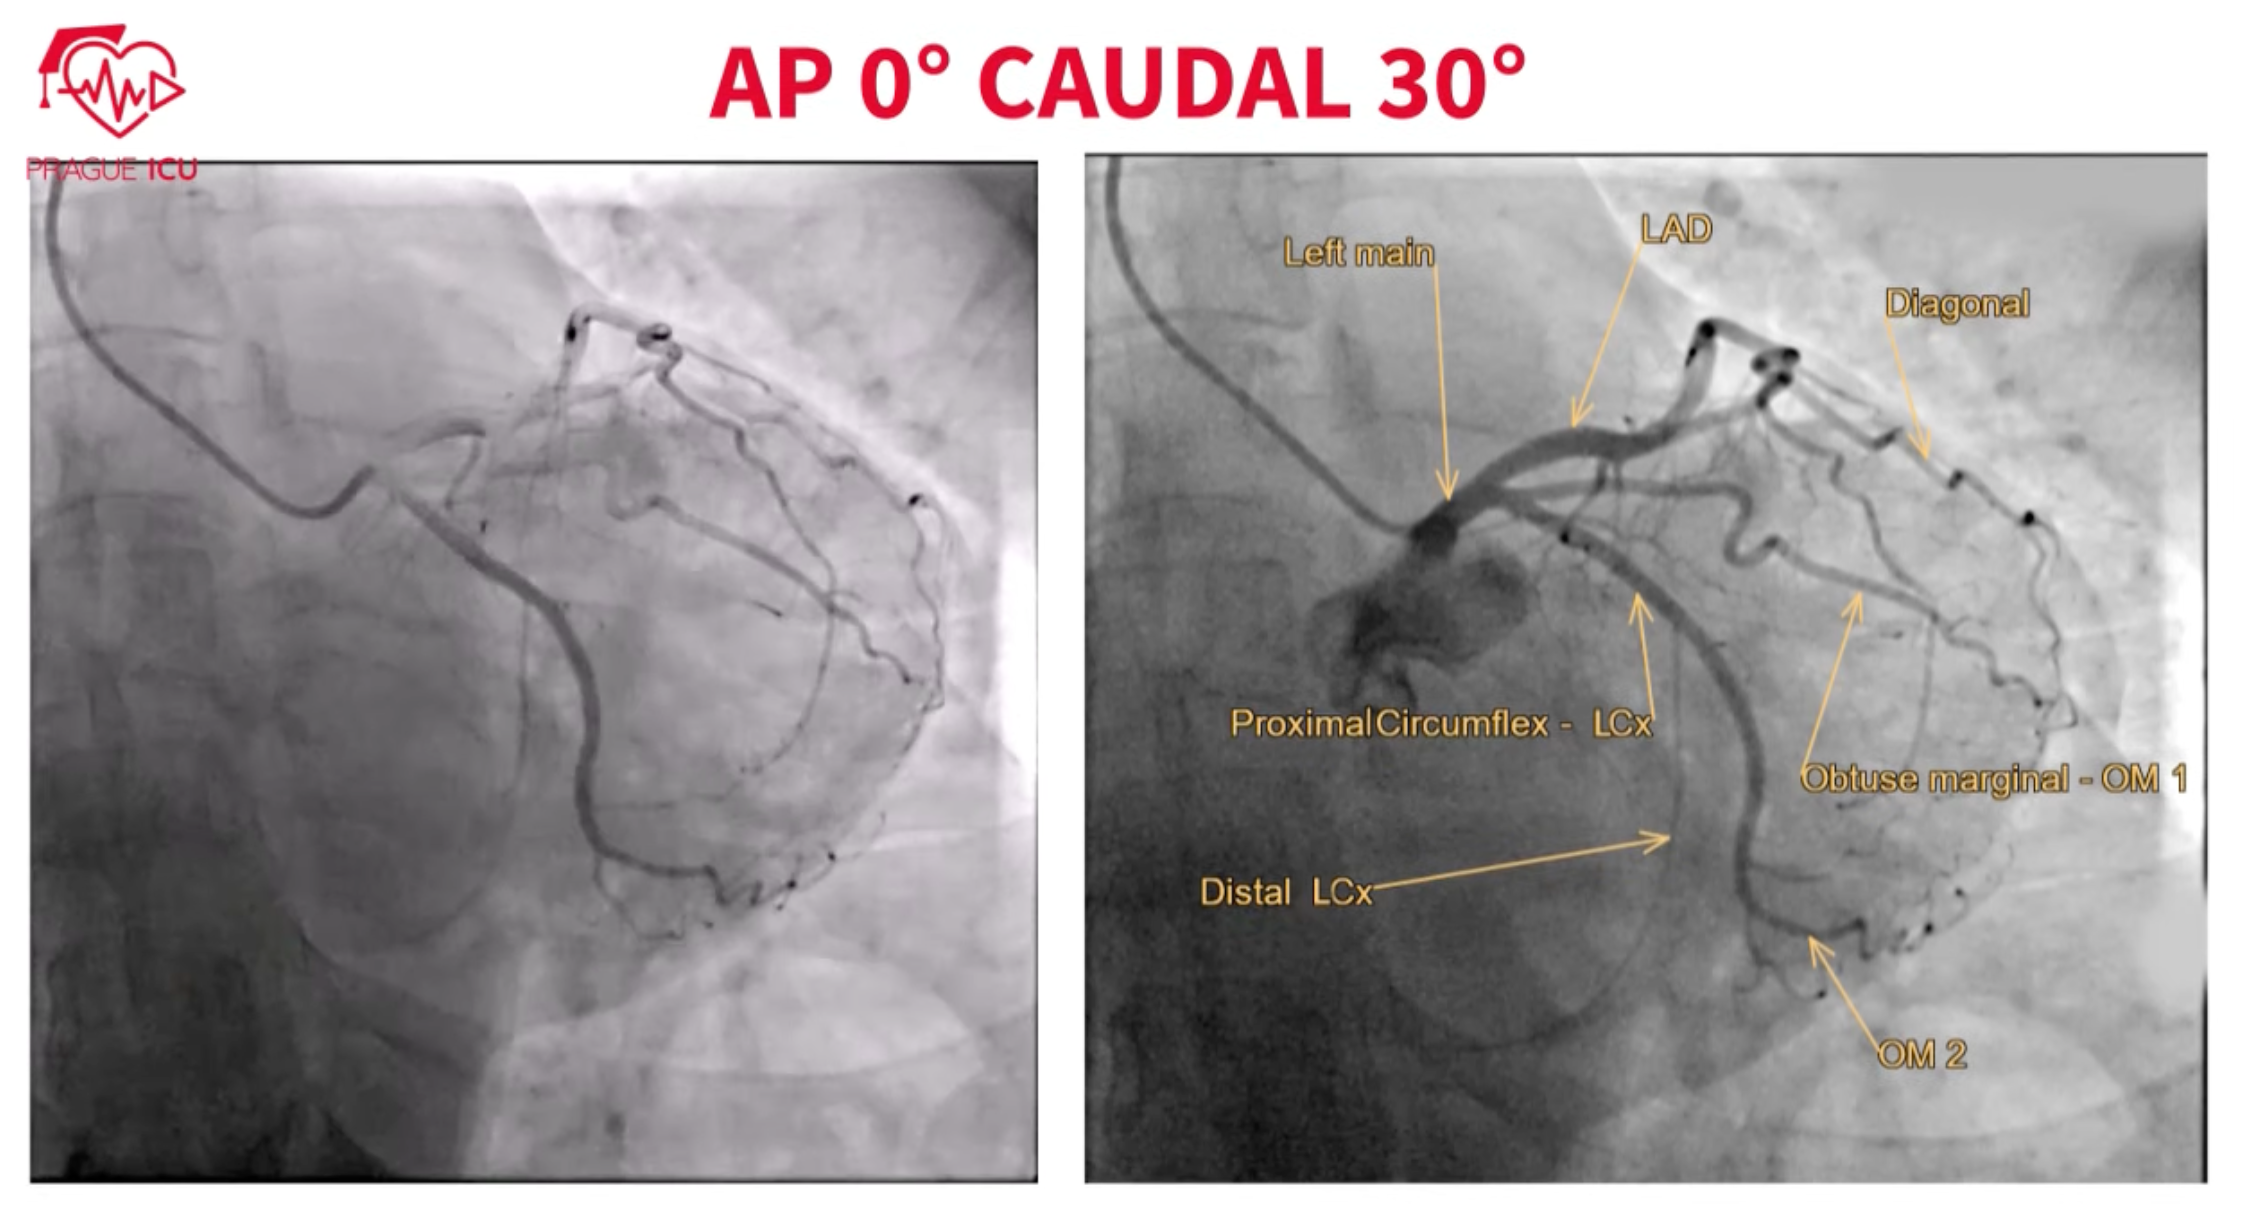 AP 0° CAUDAL 30°
PRAGUE ICU
LAD
Left main
Diagonal
Proximal Circumflex - LCx
Obtuse marginal - OM 1
Distal LCx
OM 2